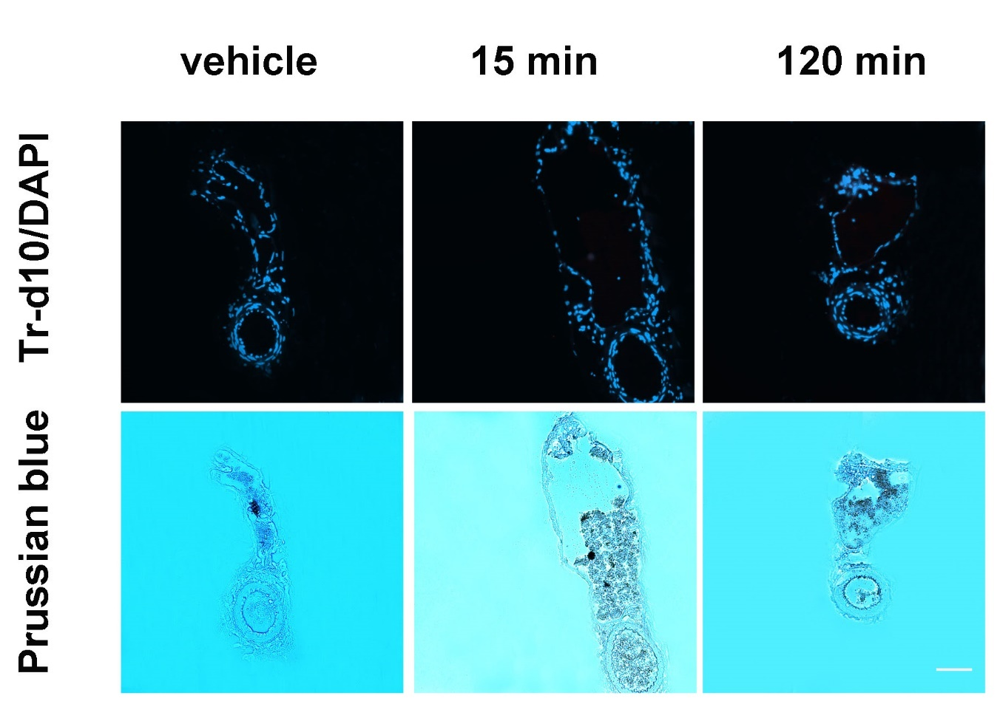 vehicle
15 min
120 min
Tr-d10/DAPI
Prussian blue